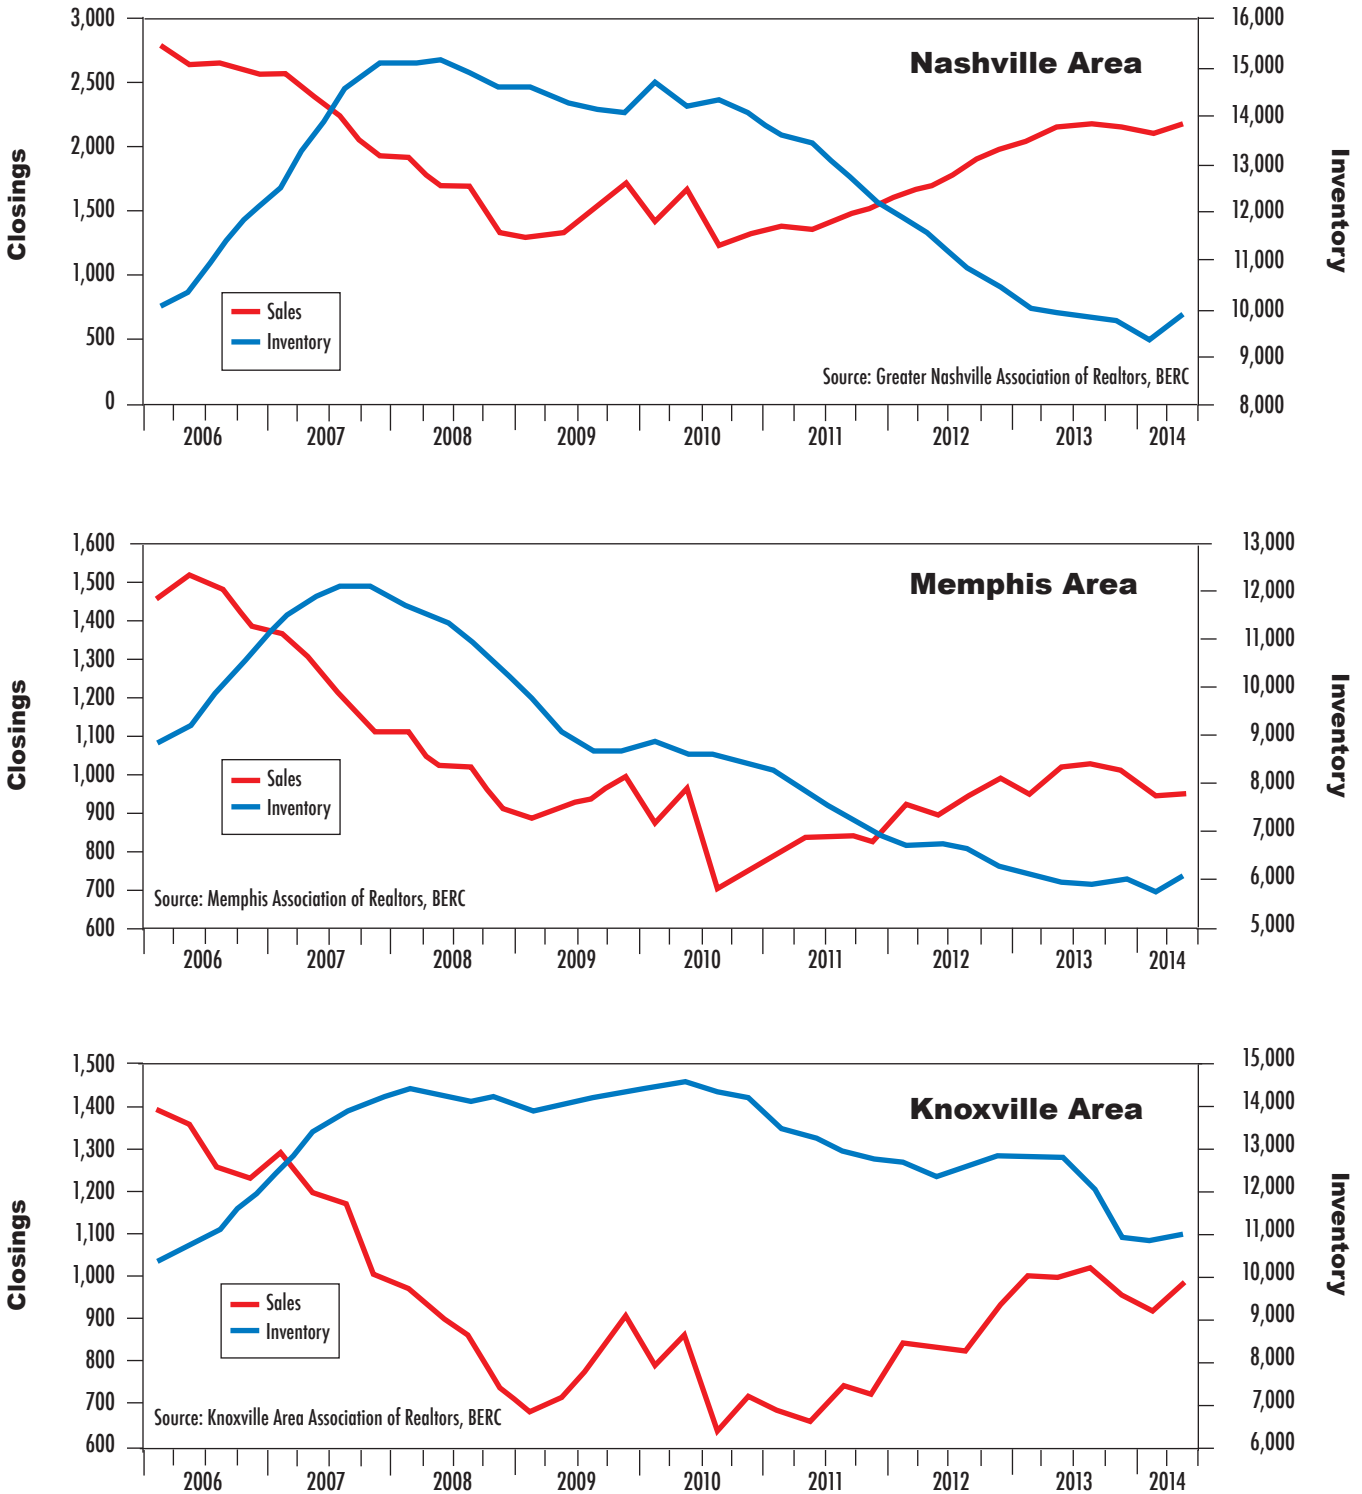 Nashville Area
Closings
3,000
2,500
2,000
1,500
1,000
500
0
Inventory
16,000
15,000
14,000
13,000
12,000
11,000
10,000
9,000
8,000
Sales
Inventory
Source: Greater Nashville Association of Realtors, BERC
2006 2007 2008 2009 2010 2011 2012 2013 2014
Memphis Area
Closings
1,600
1,500
1,400
1,300
1,200
1,100
1,000
900
800
700
600
Inventory
13,000
12,000
11,000
10,000
9,000
8,000
7,000
6,000
5,000
Sales
Inventory
Source: Memphis Association of Realtors, BERC
2006 2007 2008 2009 2010 2011 2012 2013 2014
Knoxville Area
Closings
1,500
1,400
1,300
1,200
1,100
1,000
900
800
700
600
Inventory
15,000
14,000
13,000
12,000
11,000
10,000
9,000
8,000
7,000
6,000
Sales
Inventory
Source: Knoxville Area Association of Realtors, BERC
2006 2007 2008 2009 2010 2011 2012 2013 2014